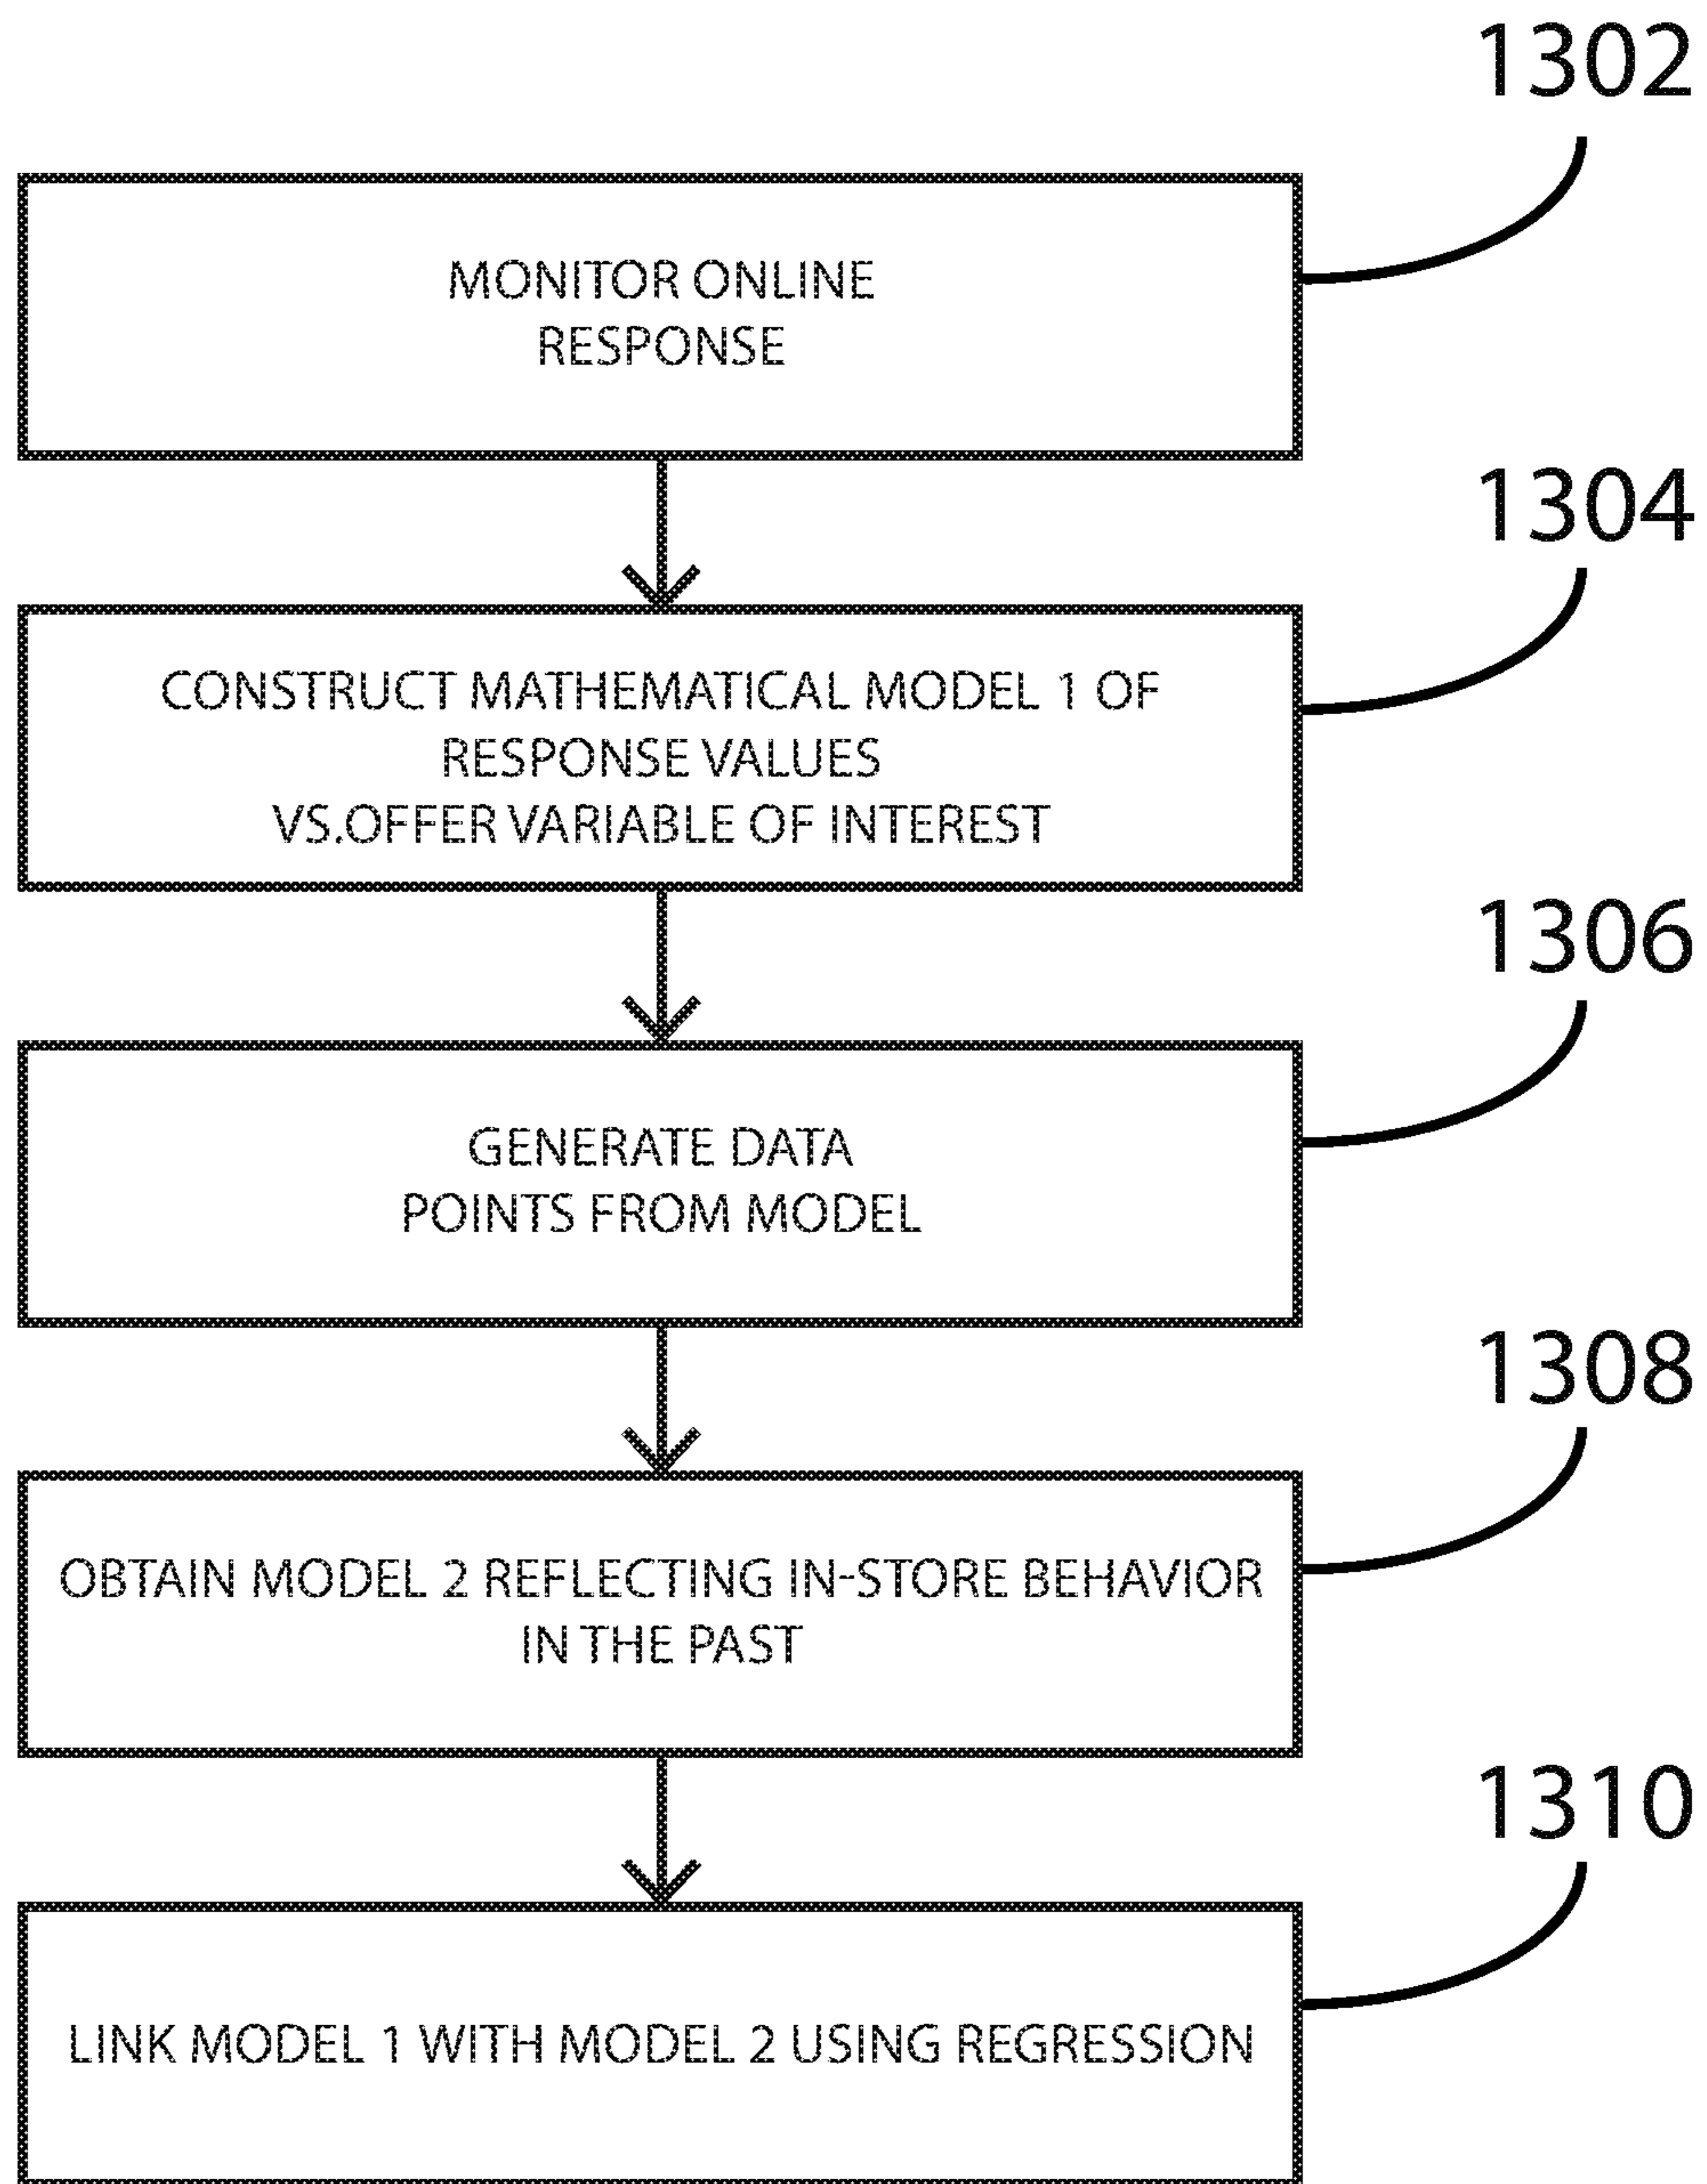 1302
MONITOR ONLINE
RESPONSE
1304
CONSTRUCT MATHEMATICAL MODEL 1 OF
RESPONSE VALUES
VS.OFFER VARIABLE OF INTEREST
1306
GENERATE DATA
POINTS FROM MODEL
1308
OBTAIN MODEL 2 REFLECTING IN-STORE BEHAVIOR
IN THE PAST
1310
LINK MODEL 1 WITH MODEL 2 USING REGRESSION